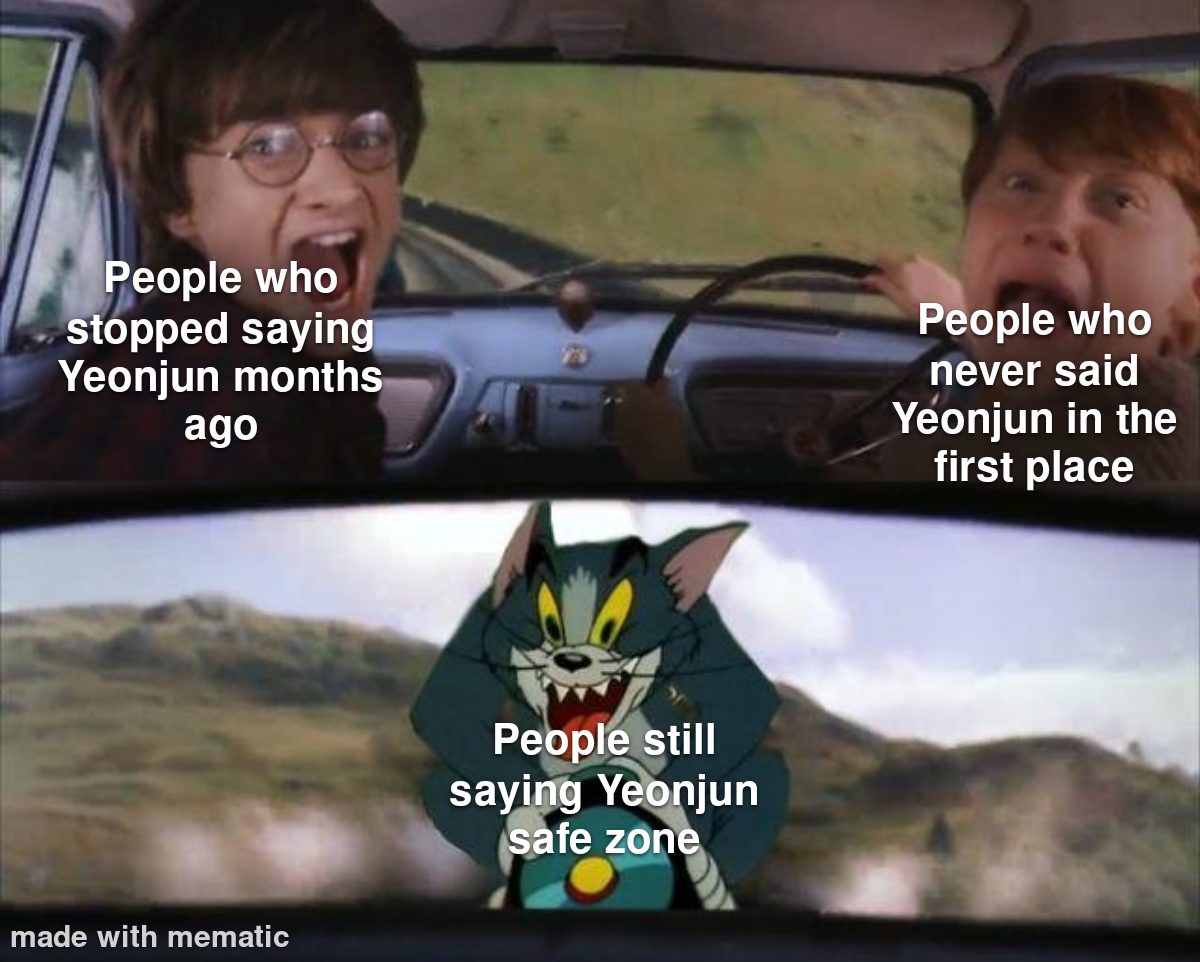 People who
stopped saying
Yeonjun months
ago
People who
never said
Yeonjun in the
first place
People still
saying Yeonjun
safe zone
made with mematic